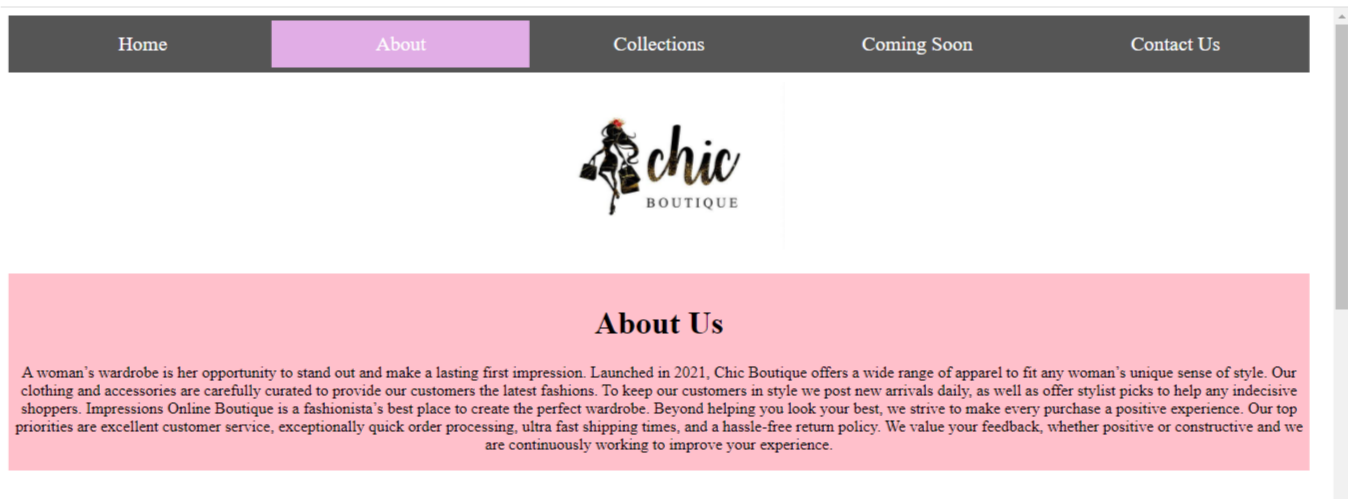 Home About Collections Coming Soon Contact Us
chic
BOUTIQUE
About Us
A woman’s wardrobe is her opportunity to stand out and make a lasting first impression. Launched in 2021, Chic Boutique offers a wide range of apparel to fit any woman’s unique sense of style. Our
clothing and accessories are carefully curated to provide our customers the latest fashions. To keep our customers in style we post new arrivals daily, as well as offer stylist picks to help any indecisive
shoppers. Impressions Online Boutique is a fashionista’s best place to create the perfect wardrobe. Beyond helping you look your best, we strive to make every purchase a positive experience. Our top
priorities are excellent customer service, exceptionally quick order processing, ultra fast shipping times, and a hassle-free return policy. We value your feedback, whether positive or constructive and we
are continuously working to improve your experience.